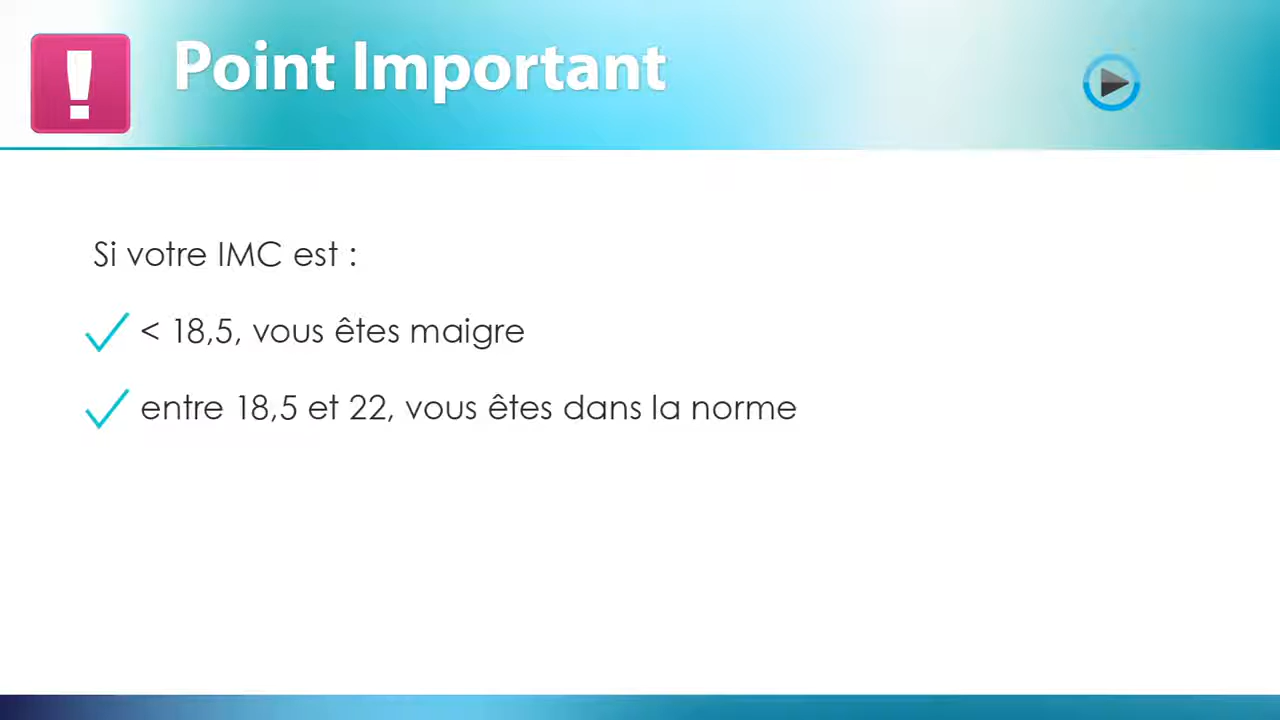 Point Important
Si votre IMC est :
< 18,5, vous êtes maigre
entre 18,5 et 22, vous êtes dans la norme